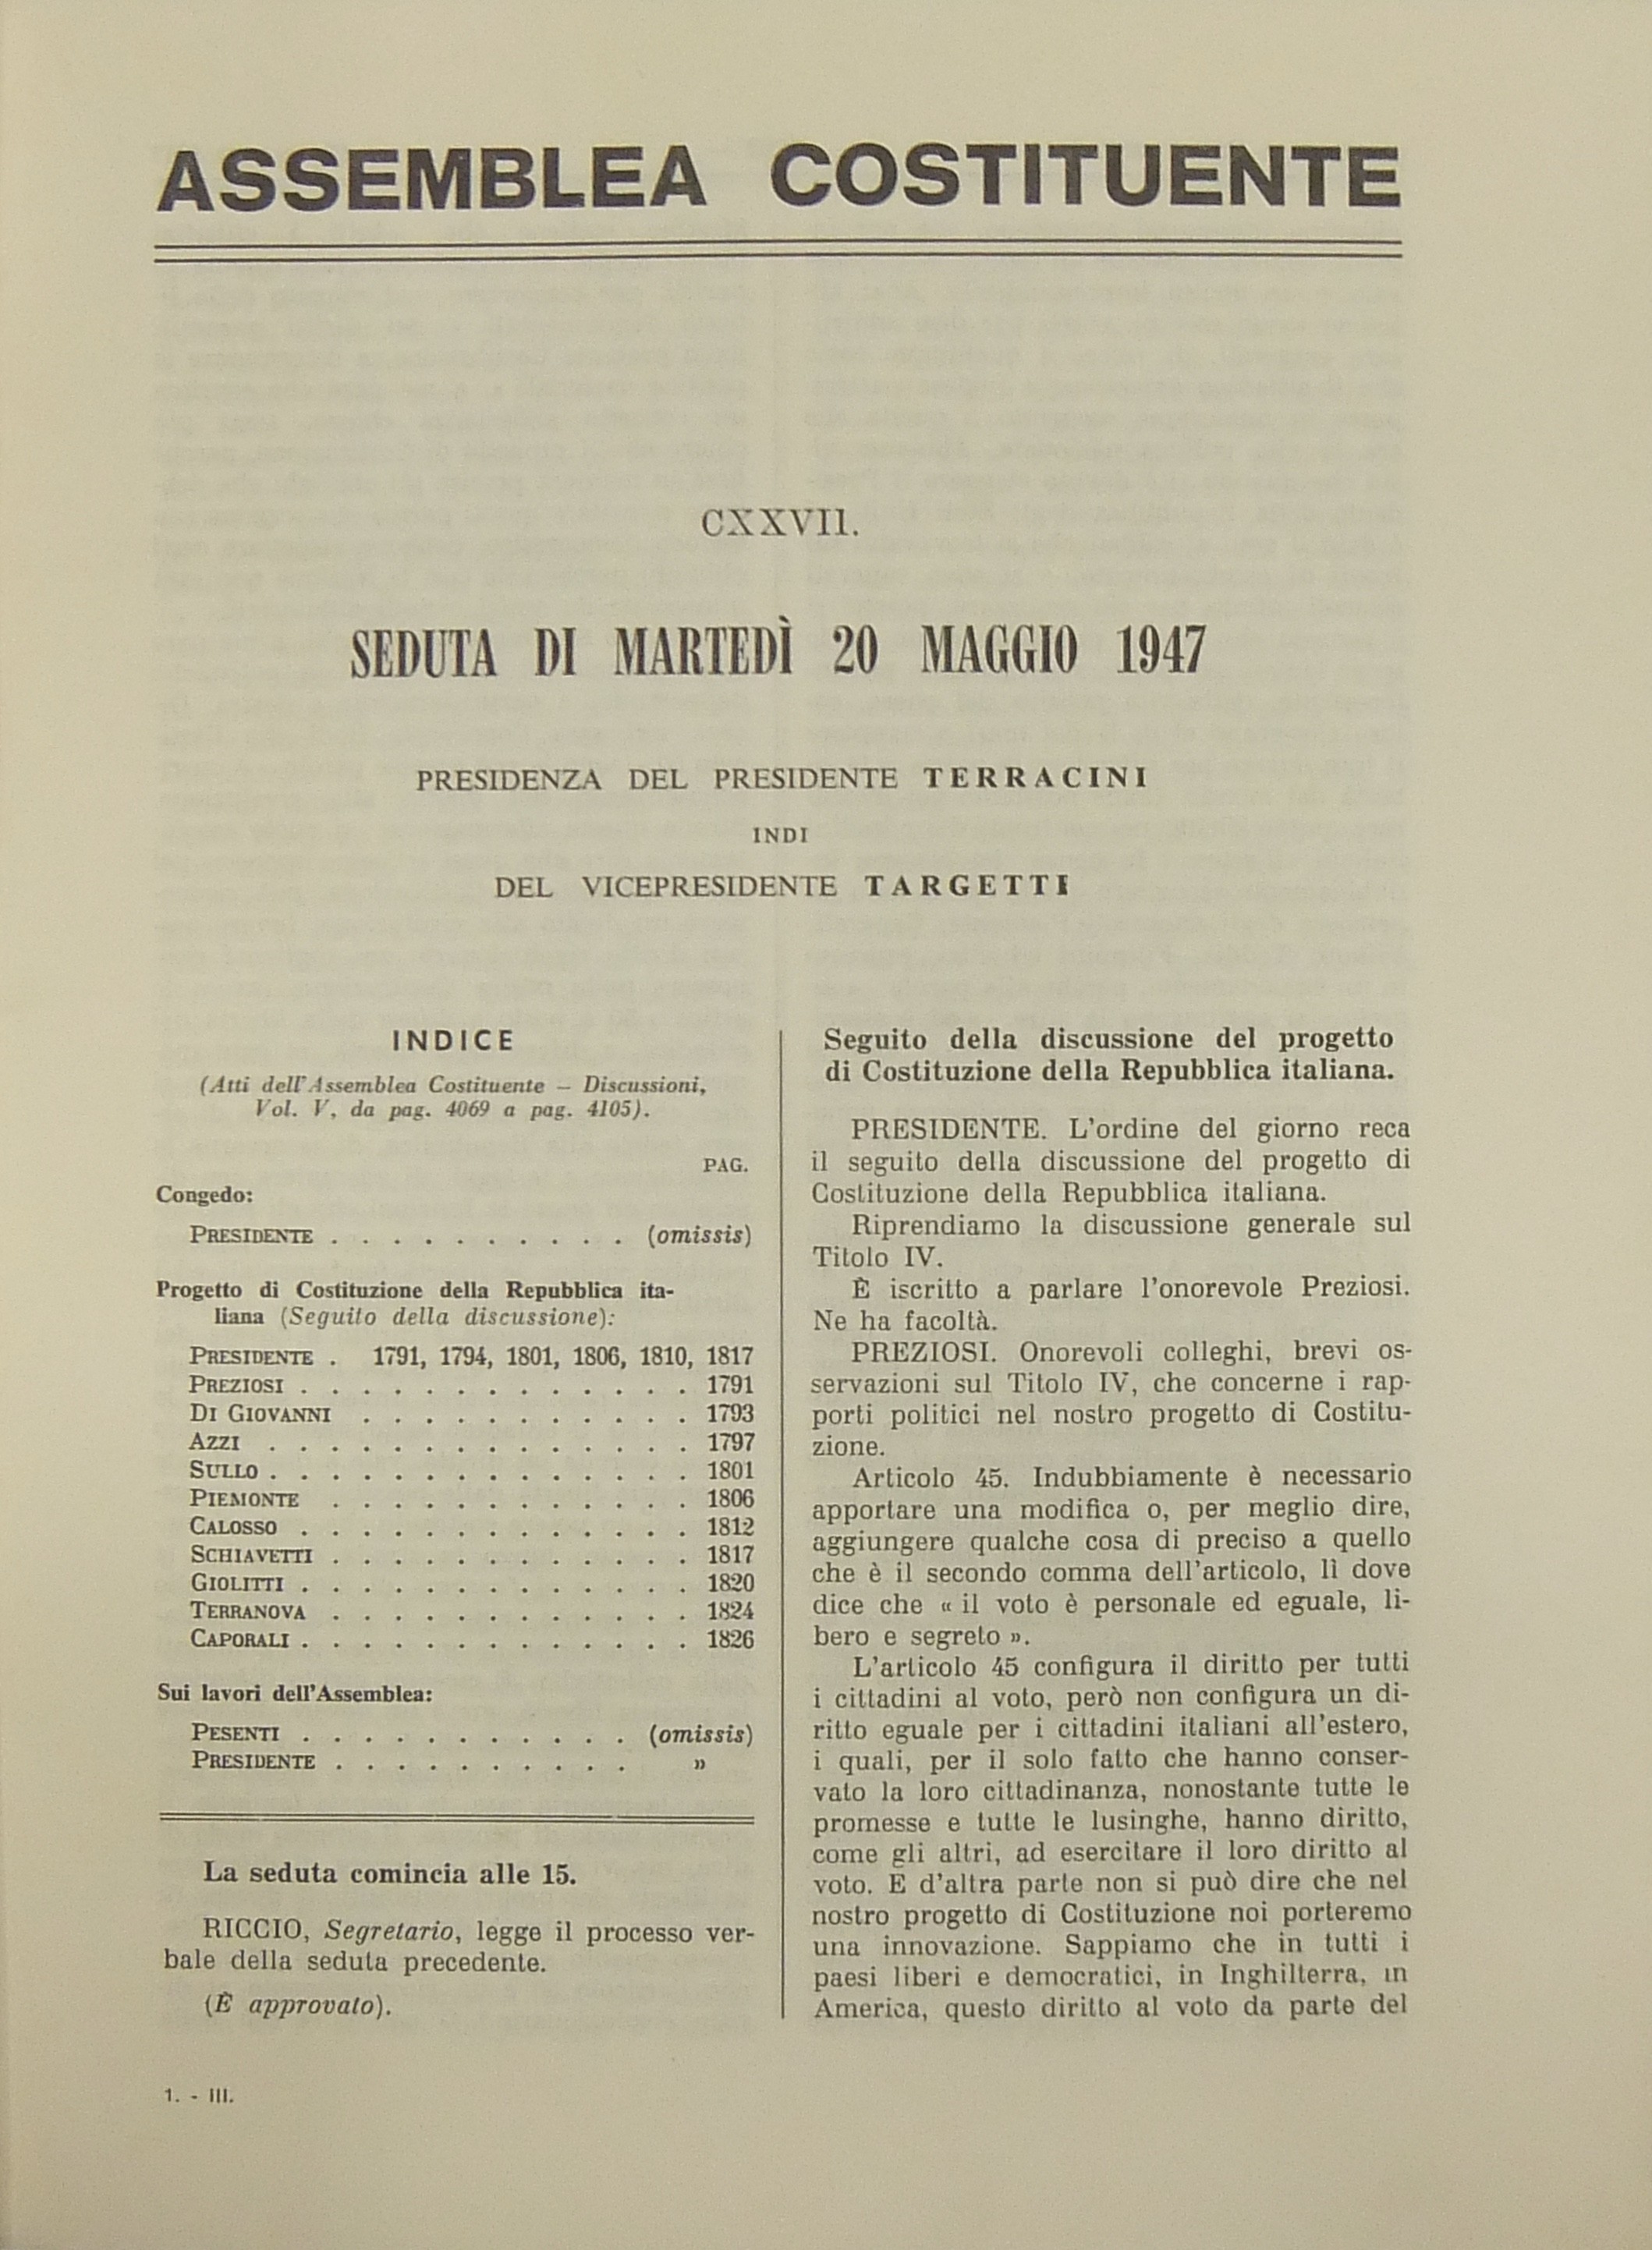 ASSEMBLEA COSTITUENTE
CXXVII.
SEDUTA DI MARTEDÌ 20 MAGGIO 1947
PRESIDENZA DEL PRESIDENTE TERRACINI
INDI
DEL VICEPRESIDENTE TARGETTI
INDICE
(Atti dell'Assemblea Costituente – Discussioni,
Vol. V, da pag. 4069 a pag. 4105).
PAG.
Congedo:
PRESIDENTE . . . . . . . . . . (omissis)
Progetto di Costituzione della Repubblica ita-
liana (Seguito della discussione):
PRESIDENTE . 1791, 1794, 1801, 1806, 1810, 1817
PREZIOSI . . . . . . . . . . . . . 1791
DI GIOVANNI . . . . . . . . . . . 1793
AZZI . . . . . . . . . . . . . . 1797
SULLO . . . . . . . . . . . . . . 1801
PIEMONTE . . . . . . . . . . . . 1806
CALOSSO . . . . . . . . . . . . . 1812
SCHIAVETTI . . . . . . . . . . . . 1817
GIOLITTI . . . . . . . . . . . . . 1820
TERRANOVA . . . . . . . . . . . . 1824
CAPORALI . . . . . . . . . . . . . 1826
Sui lavori dell'Assemblea:
PESENTI . . . . . . . . . . . (omissis)
PRESIDENTE . . . . . . . . . . »
La seduta comincia alle 15.
RICCIO, Segretario, legge il processo ver-
bale della seduta precedente.
(È approvato).
Seguito della discussione del progetto
di Costituzione della Repubblica italiana.
PRESIDENTE. L'ordine del giorno reca
il seguito della discussione del progetto di
Costituzione della Repubblica italiana.
Riprendiamo la discussione generale sul
Titolo IV.
È iscritto a parlare l'onorevole Preziosi.
Ne ha facoltà.
PREZIOSI. Onorevoli colleghi, brevi os-
servazioni sul Titolo IV, che concerne i rap-
porti politici nel nostro progetto di Costitu-
zione.
Articolo 45. Indubbiamente è necessario
apportare una modifica o, per meglio dire,
aggiungere qualche cosa di preciso a quello
che è il secondo comma dell'articolo, lì dove
dice che « il voto è personale ed eguale, li-
bero e segreto ».
L'articolo 45 configura il diritto per tutti
i cittadini al voto, però non configura un di-
ritto eguale per i cittadini italiani all'estero,
i quali, per il solo fatto che hanno conser-
vato la loro cittadinanza, nonostante tutte le
promesse e tutte le lusinghe, hanno diritto,
come gli altri, ad esercitare il loro diritto al
voto. E d'altra parte non si può dire che nel
nostro progetto di Costituzione noi porteremo
una innovazione. Sappiamo che in tutti i
paesi liberi e democratici, in Inghilterra, in
America, questo diritto al voto da parte del
1. - III.